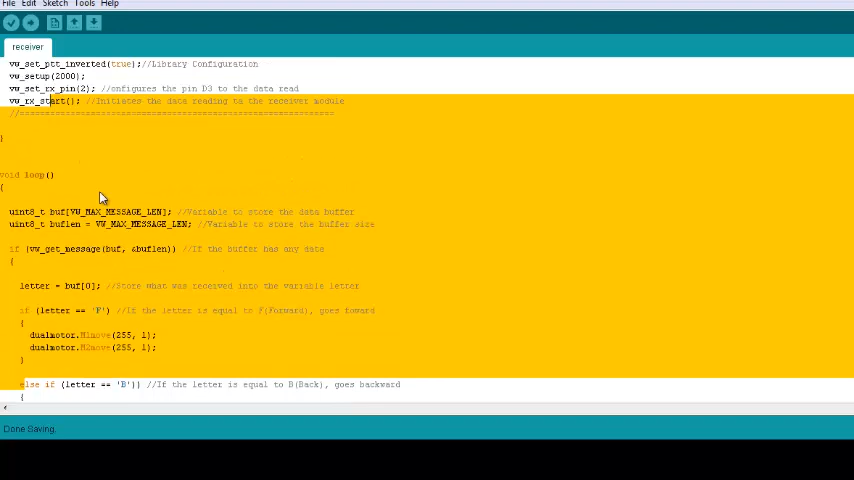 File Edit Sketch Tools Help
receiver
vw_set_ptt_inverted(true);//Library Configuration
vw_setup(2000);
vw_set_rx_pin(2); //onfigures the pin D3 to the data read
vw_rx_start(); //Initiates the data reading ta the receiver module
//==============================================================
}
void loop()
{
uint8_t buf[VW_MAX_MESSAGE_LEN]; //Variable to store the data buffer
uint8_t buflen = VW_MAX_MESSAGE_LEN; //Variable to store the buffer size
if (vw_get_message(buf, &buflen)) //If the buffer has any data
{
letter = buf[0]; //Store what was received into the variable letter
if (letter == 'F') //If the letter is equal to F(Forward), goes foward
{
dualmotor.M1move(255, 1);
dualmotor.M2move(255, 1);
}
else if (letter == 'B')) //If the letter is equal to B(Back), goes backward
{
Done Saving.